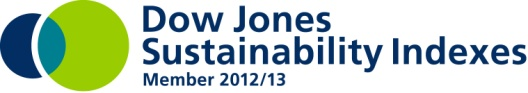 Dow Jones
Sustainability Indexes
Member 2012/13